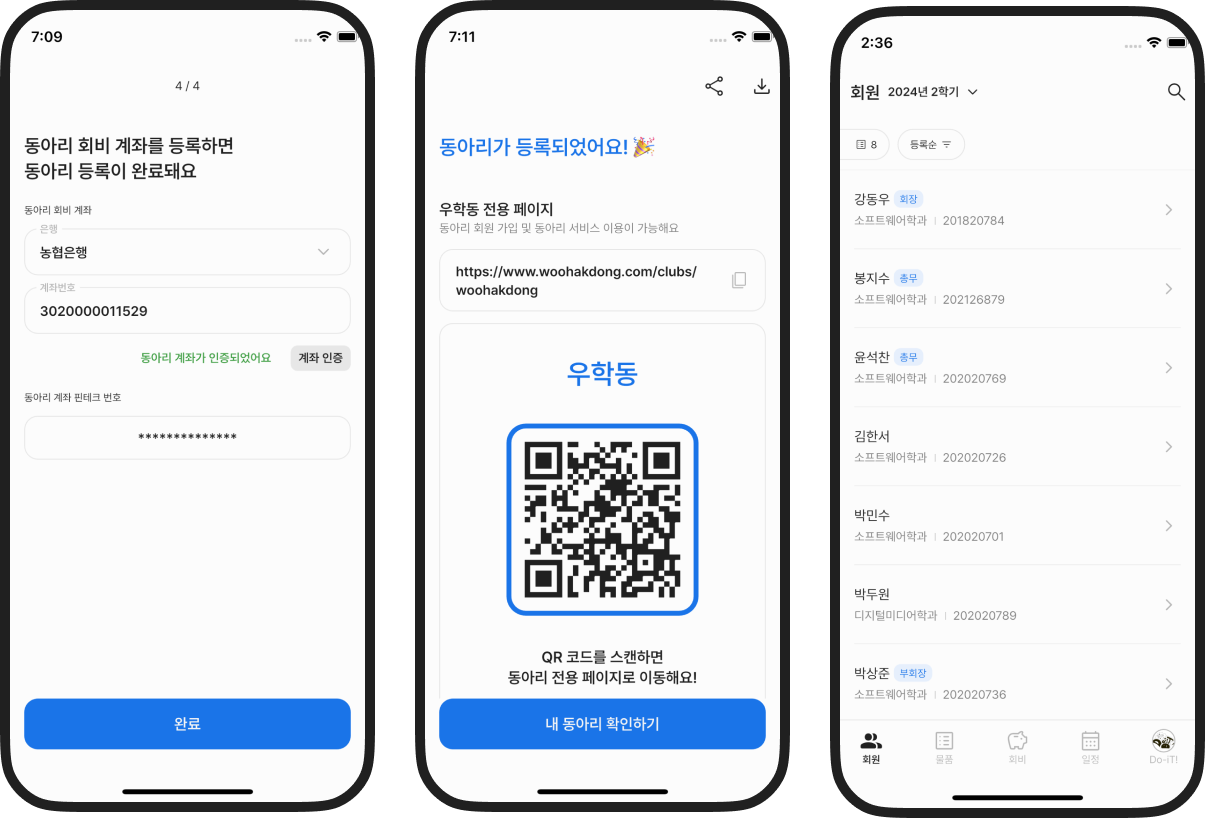 7:09
4 / 4
동아리 회비 계좌를 등록하면
동아리 등록이 완료돼요
동아리 회비 계좌
은행
농협은행
계좌번호
3020000011529
동아리 계좌가 인증되었어요
계좌 인증
동아리 계좌 핀테크 번호
**************
완료
7:11
동아리가 등록되었어요! 🎉
우학동 전용 페이지
동아리 회원 가입 및 동아리 서비스 이용이 가능해요
https://www.woohakdong.com/clubs/
woohakdong
우학동
QR 코드를 스캔하면
동아리 전용 페이지로 이동해요!
내 동아리 확인하기
2:36
회원 2024년 2학기
8
등록순
강동우 회장
소프트웨어학과 | 201820784
봉지수 총무
소프트웨어학과 | 202126879
윤석찬 총무
소프트웨어학과 | 202020769
김한서
소프트웨어학과 | 202020726
박민수
소프트웨어학과 | 202020701
박두원
디지털미디어학과 | 202020789
박상준 부회장
소프트웨어학과 | 202020736
회원
물품
회비
일정
Do-iT!